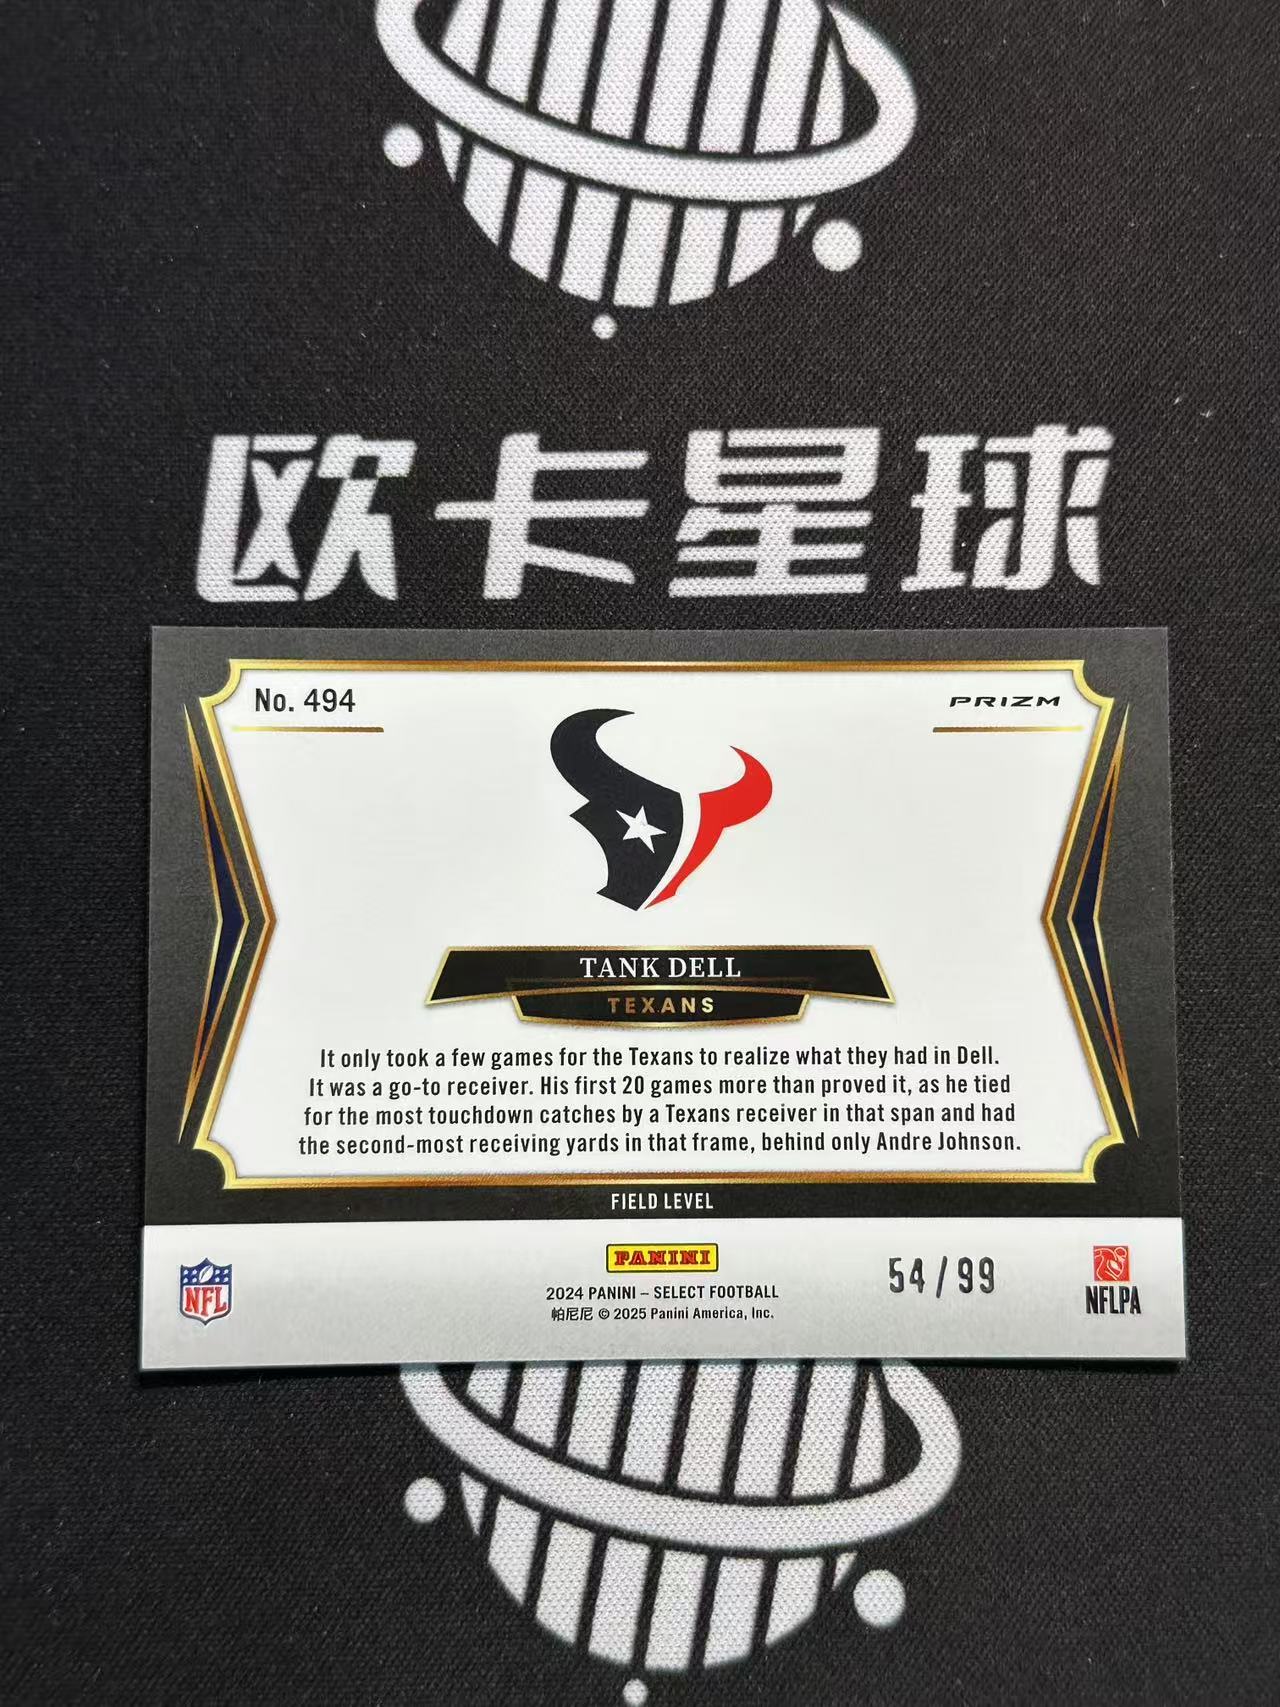 欧卡星球
No. 494
PRIZM
TANK DELL
TEXANS
It only took a few games for the Texans to realize what they had in Dell.
It was a go-to receiver. His first 20 games more than proved it, as he tied
for the most touchdown catches by a Texans receiver in that span and had
the second-most receiving yards in that frame, behind only Andre Johnson.
FIELD LEVEL
NFL
PANINI
2024 PANINI – SELECT FOOTBALL
帕尼尼 © 2025 Panini America, Inc.
54/99
NFLPA